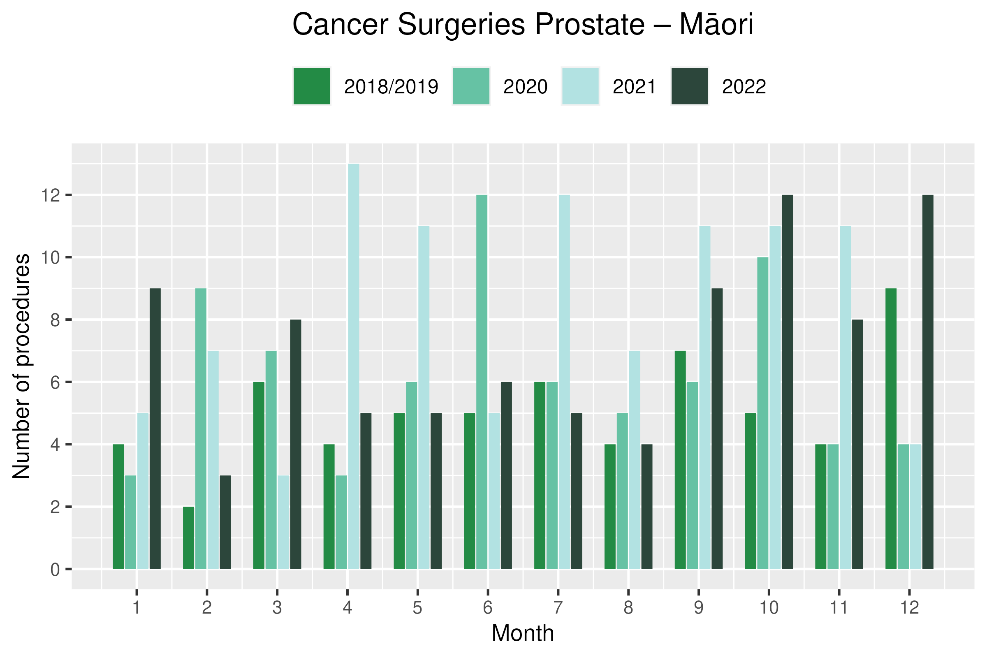 Cancer Surgeries Prostate – Māori
2018/2019 2020 2021 2022
Number of procedures
12
10
8
6
4
2
0
1 2 3 4 5 6 7 8 9 10 11 12
Month